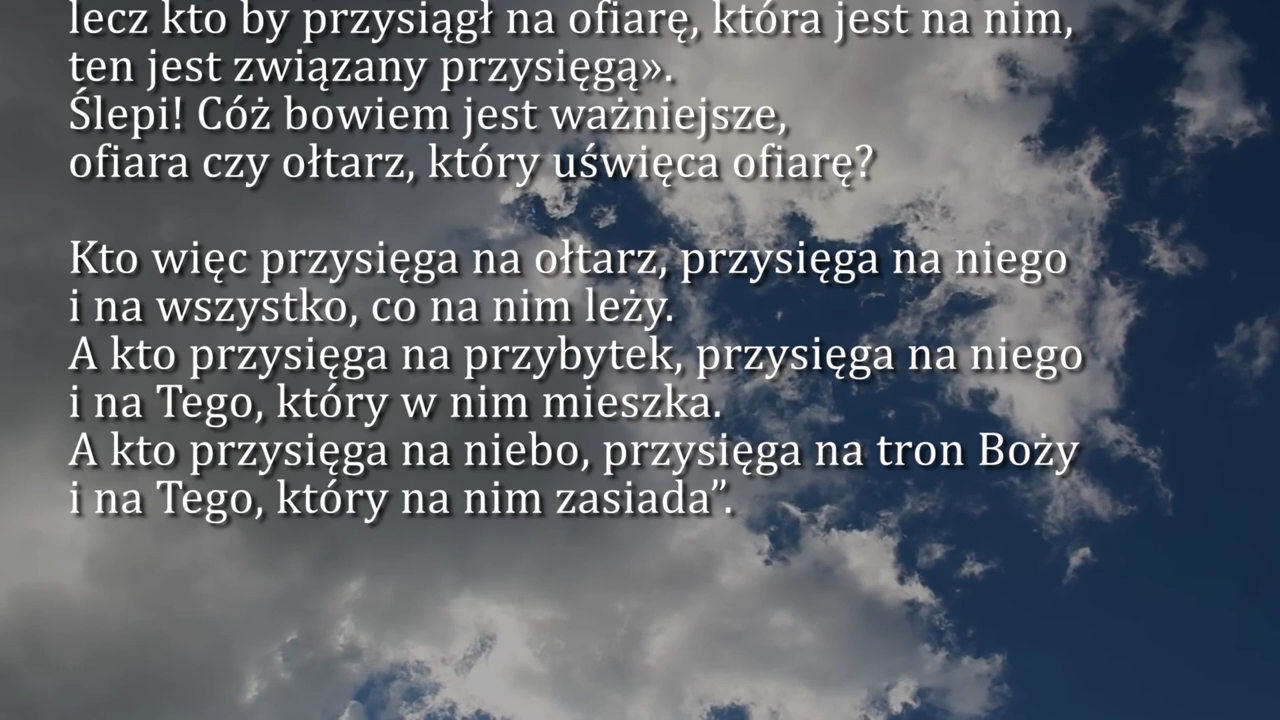 lecz kto by przysiągł na ofiarę, która jest na nim,
ten jest związany przysięgą».
Ślepi! Cóż bowiem jest ważniejsze,
ofiara czy ołtarz, który uświęca ofiarę?
Kto więc przysięga na ołtarz, przysięga na niego
i na wszystko, co na nim leży.
A kto przysięga na przybytek, przysięga na niego
i na Tego, który w nim mieszka.
A kto przysięga na niebo, przysięga na tron Boży
i na Tego, który na nim zasiada”.